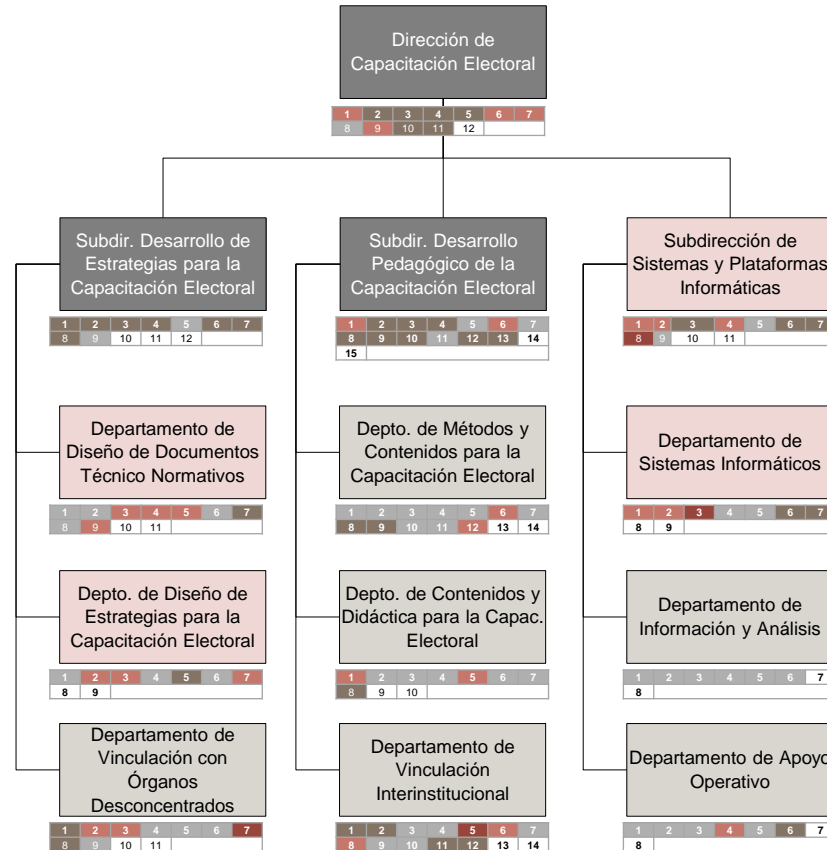 Dirección de
Capacitación Electoral
1 2 3 4 5 6 7
8 9 10 11 12
Subdir. Desarrollo de
Estrategias para la
Capacitación Electoral
1 2 3 4 5 6 7
8 9 10 11 12
Subdir. Desarrollo
Pedagógico de la
Capacitación Electoral
1 2 3 4 5 6 7
8 9 10 11 12 13 14
15
Subdirección de
Sistemas y Plataformas
Informáticas
1 2 3 4 5 6 7
8 9 10 11
Departamento de
Diseño de Documentos
Técnico Normativos
1 2 3 4 5 6 7
8 9 10 11
Depto. de Métodos y
Contenidos para la
Capacitación Electoral
1 2 3 4 5 6 7
8 9 10 11 12 13 14
Departamento de
Sistemas Informáticos
1 2 3 4 5 6 7
8 9
Depto. de Diseño de
Estrategias para la
Capacitación Electoral
1 2 3 4 5 6 7
8 9
Depto. de Contenidos y
Didáctica para la Capac.
Electoral
1 2 3 4 5 6 7
8 9 10
Departamento de
Información y Análisis
1 2 3 4 5 6 7
8
Departamento de
Vinculación con
Órganos
Desconcentrados
1 2 3 4 5 6 7
8 9 10 11
Departamento de
Vinculación
Interinstitucional
1 2 3 4 5 6 7
8 9 10 11 12 13 14
Departamento de Apoyo
Operativo
1 2 3 4 5 6 7
8